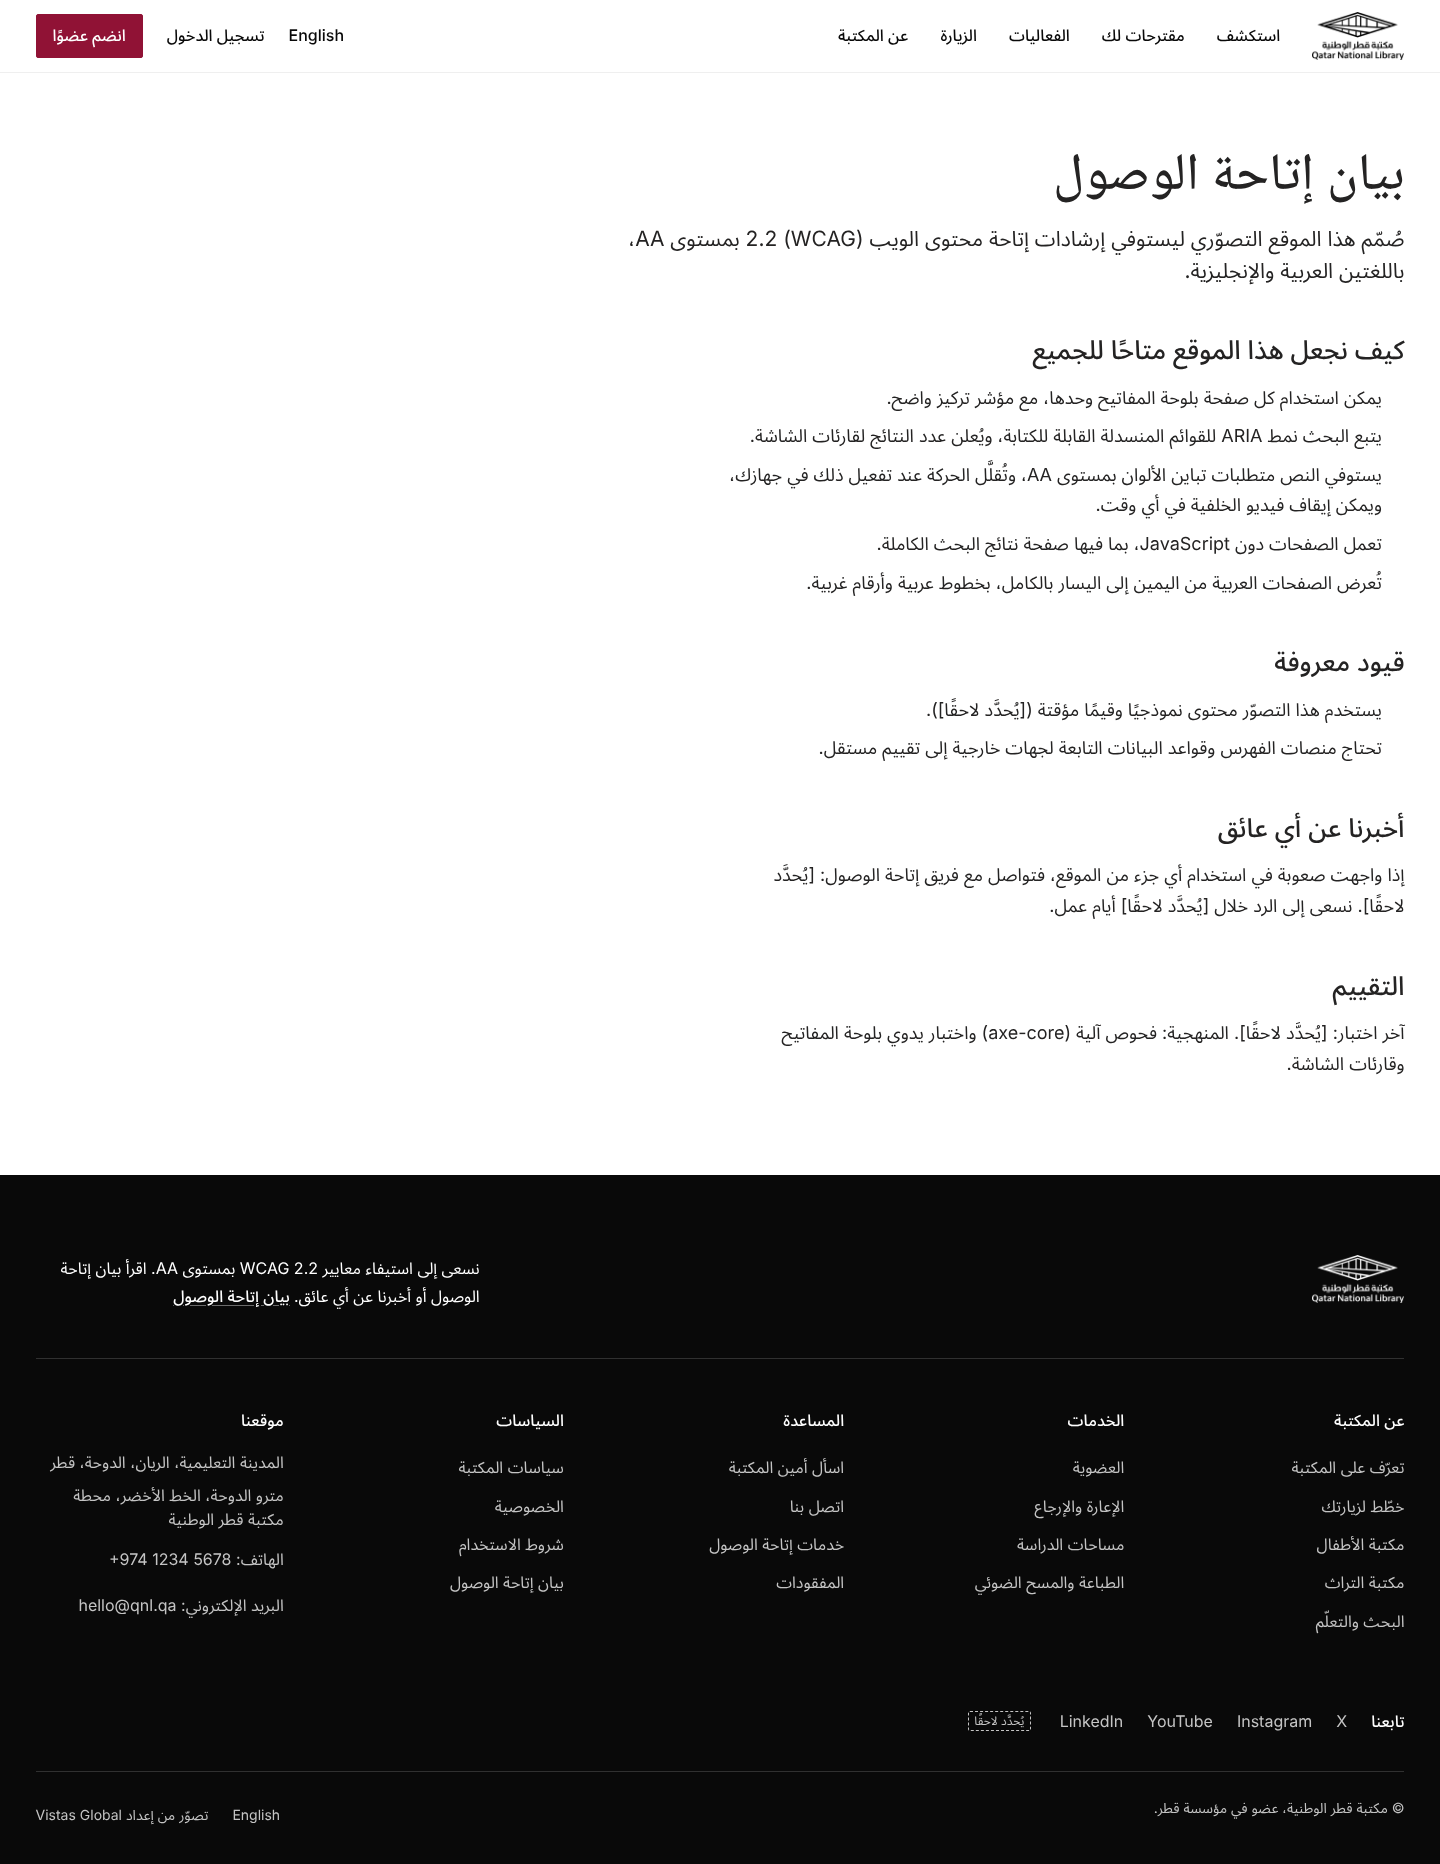 مكتبة قطر الوطنية
Qatar National Library
استكشف
مقترحات لك
الفعاليات
الزيارة
عن المكتبة
English
تسجيل الدخول
انضم عضوًا
بيان إتاحة الوصول
صُمّم هذا الموقع التصوّري ليستوفي إرشادات إتاحة محتوى الويب (WCAG) 2.2 بمستوى AA،
باللغتين العربية والإنجليزية.
كيف نجعل هذا الموقع متاحًا للجميع
يمكن استخدام كل صفحة بلوحة المفاتيح وحدها، مع مؤشر تركيز واضح.
يتبع البحث نمط ARIA للقوائم المنسدلة القابلة للكتابة، ويُعلن عدد النتائج لقارئات الشاشة.
يستوفي النص متطلبات تباين الألوان بمستوى AA، وتُقلَّل الحركة عند تفعيل ذلك في جهازك،
ويمكن إيقاف فيديو الخلفية في أي وقت.
تعمل الصفحات دون JavaScript، بما فيها صفحة نتائج البحث الكاملة.
تُعرض الصفحات العربية من اليمين إلى اليسار بالكامل، بخطوط عربية وأرقام غربية.
قيود معروفة
يستخدم هذا التصوّر محتوى نموذجيًا وقيمًا مؤقتة ([يُحدَّد لاحقًا]).
تحتاج منصات الفهرس وقواعد البيانات التابعة لجهات خارجية إلى تقييم مستقل.
أخبرنا عن أي عائق
إذا واجهت صعوبة في استخدام أي جزء من الموقع، فتواصل مع فريق إتاحة الوصول: [يُحدَّد
لاحقًا]. نسعى إلى الرد خلال [يُحدَّد لاحقًا] أيام عمل.
التقييم
آخر اختبار: [يُحدَّد لاحقًا]. المنهجية: فحوص آلية (axe-core) واختبار يدوي بلوحة المفاتيح
وقارئات الشاشة.
مكتبة قطر الوطنية
Qatar National Library
نسعى إلى استيفاء معايير WCAG 2.2 بمستوى AA. اقرأ بيان إتاحة
الوصول أو أخبرنا عن أي عائق. بيان إتاحة الوصول
عن المكتبة
تعرّف على المكتبة
خطّط لزيارتك
مكتبة الأطفال
مكتبة التراث
البحث والتعلّم
الخدمات
العضوية
الإعارة والإرجاع
مساحات الدراسة
الطباعة والمسح الضوئي
المساعدة
اسأل أمين المكتبة
اتصل بنا
خدمات إتاحة الوصول
المفقودات
السياسات
سياسات المكتبة
الخصوصية
شروط الاستخدام
بيان إتاحة الوصول
موقعنا
المدينة التعليمية، الريان، الدوحة، قطر
مترو الدوحة، الخط الأخضر، محطة
مكتبة قطر الوطنية
الهاتف: 5678 1234 974+
البريد الإلكتروني: hello@qnl.qa
تابعنا
X
Instagram
YouTube
LinkedIn
يُحدَّد لاحقًا
© مكتبة قطر الوطنية، عضو في مؤسسة قطر.
English
تصوّر من إعداد Vistas Global